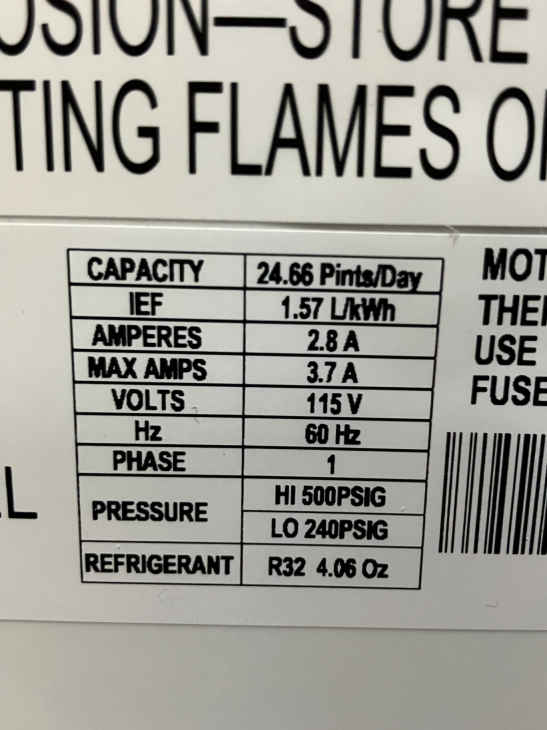 OSION—STORE
TING FLAMES O
CAPACITY 24.66 Pints/Day
IEF 1.57 L/kWh
AMPERES 2.8 A
MAX AMPS 3.7 A
VOLTS 115 V
Hz 60 Hz
PHASE 1
PRESSURE HI 500PSIG
LO 240PSIG
REFRIGERANT R32 4.06 Oz
MOT
THE
USE
FUSE
L